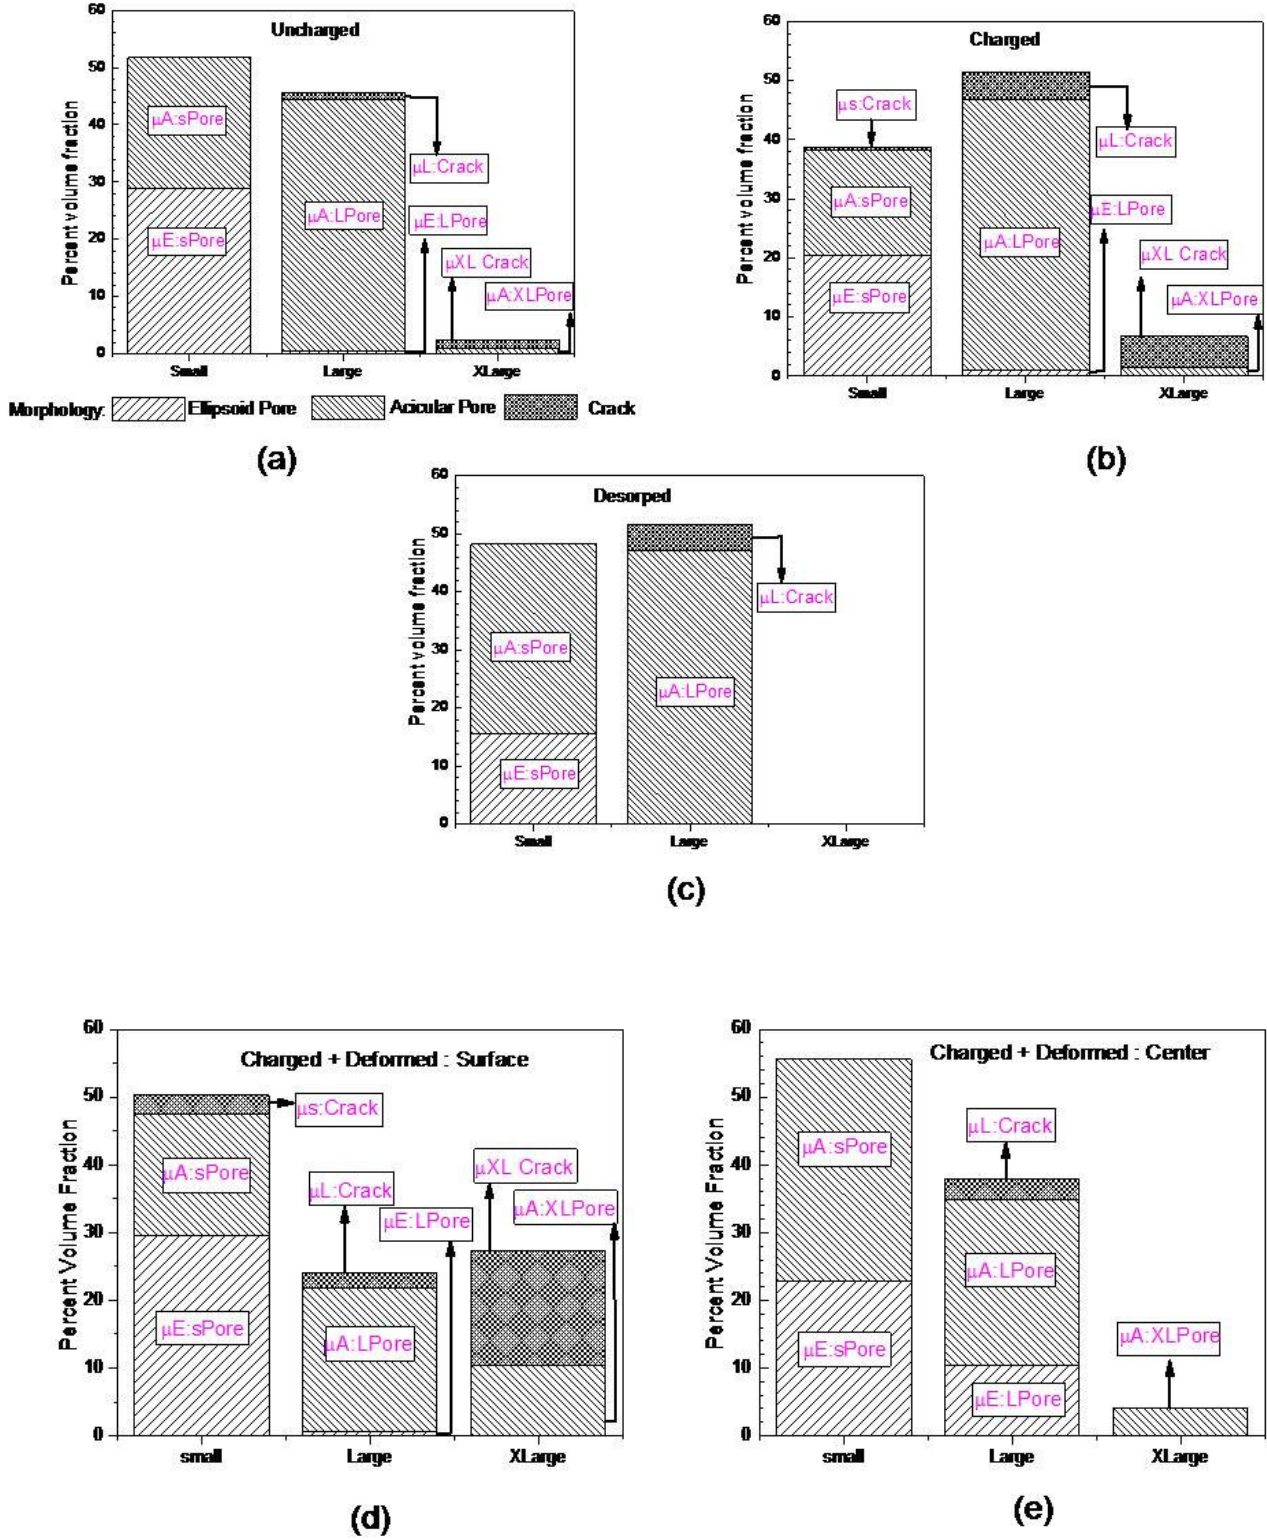 60
50
40
30
20
10
0
Percent volume fraction
Uncharged
μA:sPore
μE:sPore
μA:LPore
μL:Crack
μE:LPore
μXL Crack
μA:XLPore
Small
Large
XLarge
Morphology: Ellipsoid Pore Acicular Pore Crack
(a)
60
50
40
30
20
10
0
Percent volume fraction
Charged
μs:Crack
μA:sPore
μE:sPore
μL:Crack
μE:LPore
μA:LPore
μXL Crack
μA:XLPore
Small
Large
XLarge
(b)
60
50
40
30
20
10
0
Percent volume fraction
Desorped
μA:sPore
μE:sPore
μL:Crack
μA:LPore
Small
Large
XLarge
(c)
60
50
40
30
20
10
0
Percent Volume Fraction
Charged + Deformed : Surface
μs:Crack
μA:sPore
μE:sPore
μL:Crack
μE:LPore
μA:LPore
μXL Crack
μA:XLPore
small
Large
XLarge
(d)
60
50
40
30
20
10
0
Percent Volume Fraction
Charged + Deformed : Center
μA:sPore
μE:sPore
μL:Crack
μA:LPore
μE:LPore
μA:XLPore
small
Large
XLarge
(e)